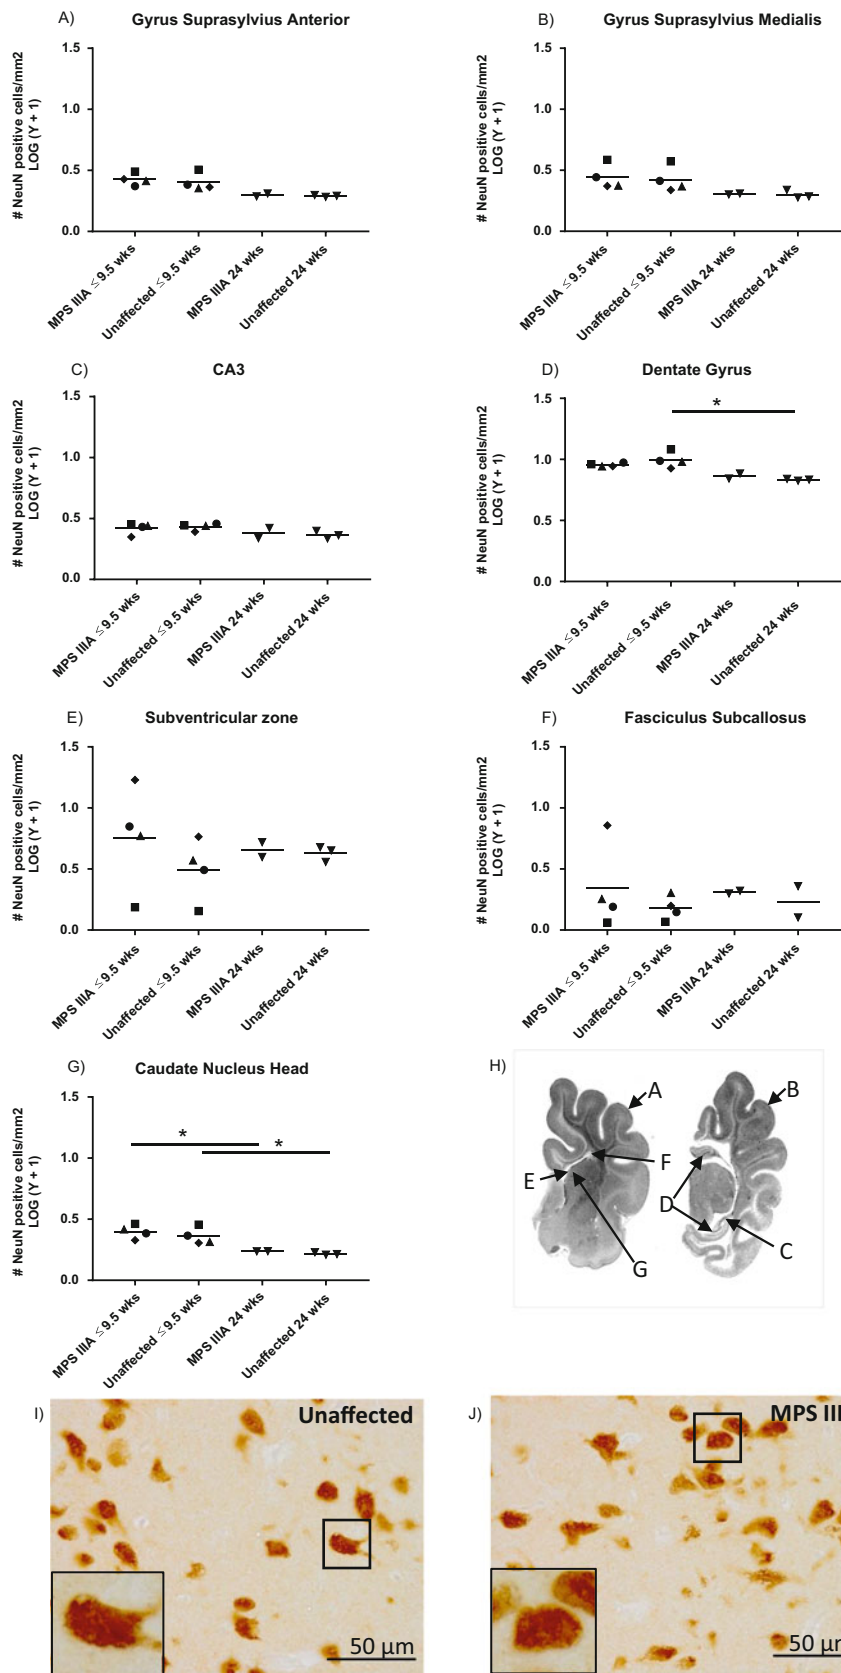 A) Gyrus Suprasylvius Anterior
# NeuN positive cells/mm2
LOG (Y + 1)
1.5
1.0
0.5
0.0
MPS IIIA ≤9.5 wks
Unaffected ≤9.5 wks
MPS IIIA 24 wks
Unaffected 24 wks
B) Gyrus Suprasylvius Medialis
# NeuN positive cells/mm2
LOG (Y + 1)
1.5
1.0
0.5
0.0
MPS IIIA ≤9.5 wks
Unaffected ≤9.5 wks
MPS IIIA 24 wks
Unaffected 24 wks
C) CA3
# NeuN positive cells/mm2
LOG (Y + 1)
1.5
1.0
0.5
0.0
MPS IIIA ≤9.5 wks
Unaffected ≤9.5 wks
MPS IIIA 24 wks
Unaffected 24 wks
D) Dentate Gyrus
# NeuN positive cells/mm2
LOG (Y + 1)
1.5
1.0
0.5
0.0
*
MPS IIIA ≤9.5 wks
Unaffected ≤9.5 wks
MPS IIIA 24 wks
Unaffected 24 wks
E) Subventricular zone
# NeuN positive cells/mm2
LOG (Y + 1)
1.5
1.0
0.5
0.0
MPS IIIA ≤9.5 wks
Unaffected ≤9.5 wks
MPS IIIA 24 wks
Unaffected 24 wks
F) Fasciculus Subcallosus
# NeuN positive cells/mm2
LOG (Y + 1)
1.5
1.0
0.5
0.0
MPS IIIA ≤9.5 wks
Unaffected ≤9.5 wks
MPS IIIA 24 wks
Unaffected 24 wks
G) Caudate Nucleus Head
# NeuN positive cells/mm2
LOG (Y + 1)
1.5
1.0
0.5
0.0
* *
MPS IIIA ≤9.5 wks
Unaffected ≤9.5 wks
MPS IIIA 24 wks
Unaffected 24 wks
H)
A B
F
E
D
C
G
I) Unaffected
50 µm
J) MPS III
50 µm